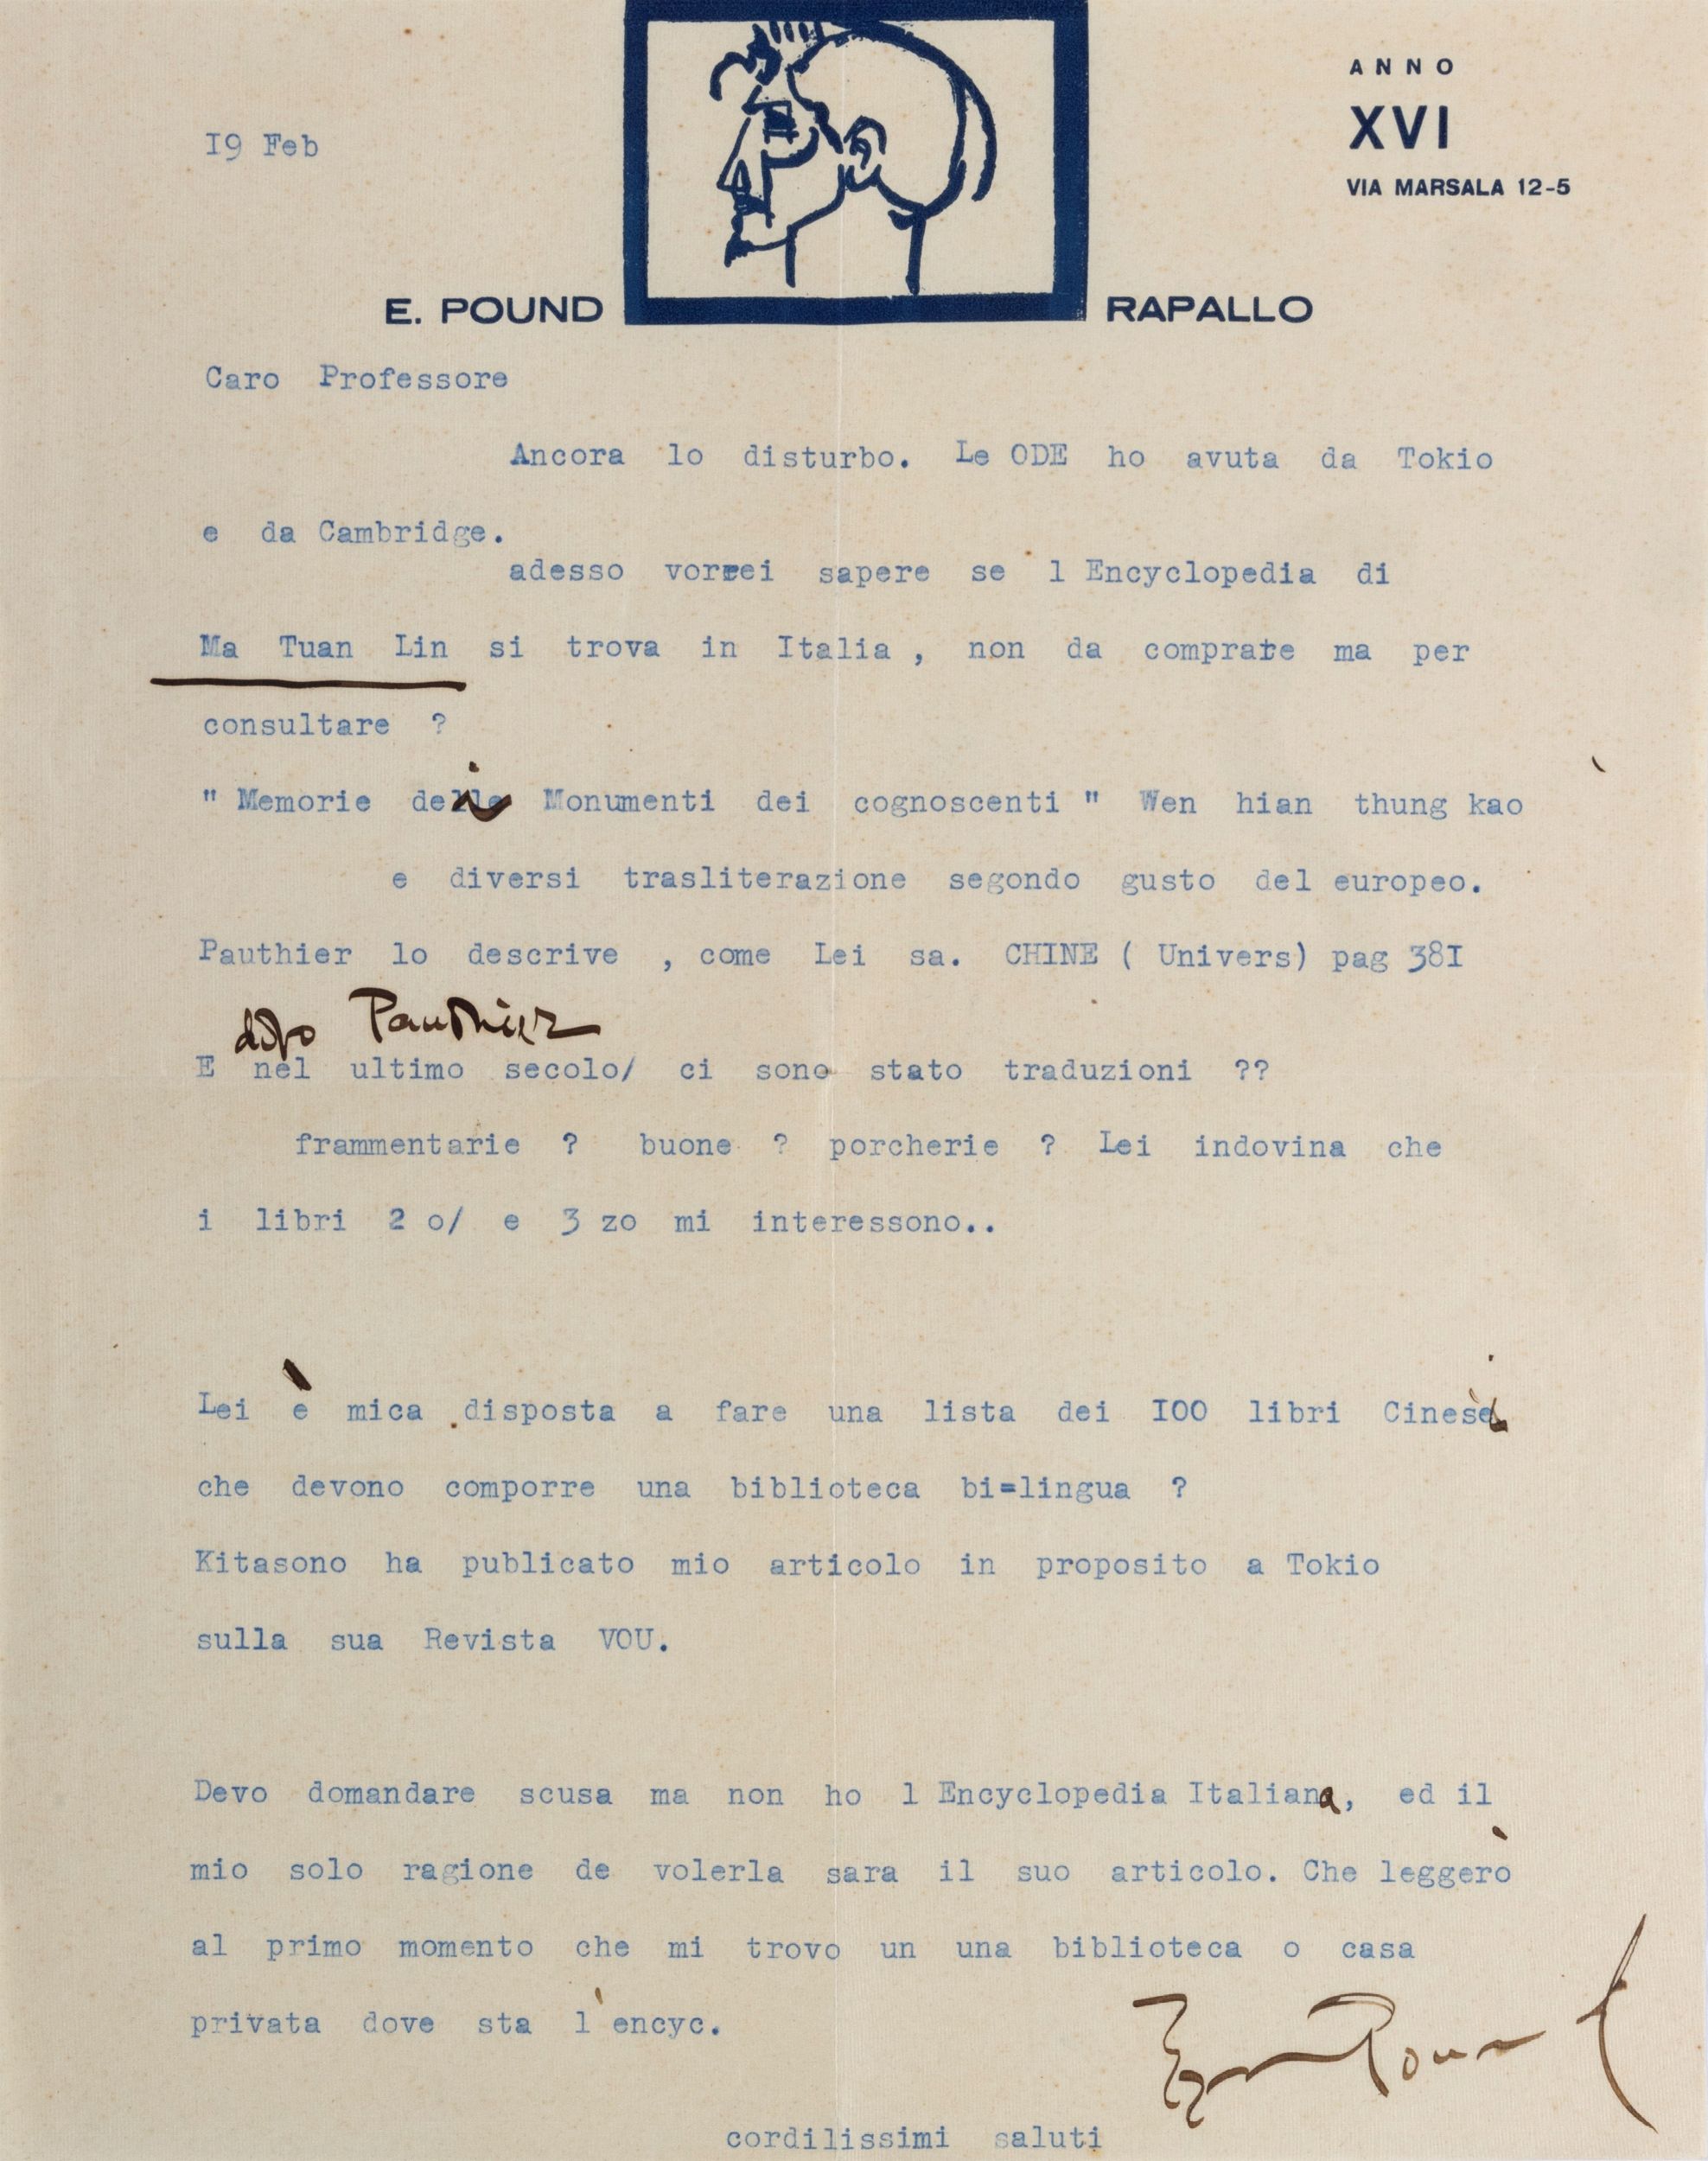 ANNO
XVI
VIA MARSALA 12-5
19 Feb
E. POUND RAPALLO
Caro Professore
Ancora lo disturbo. Le ODE ho avuta da Tokio
e da Cambridge.
adesso vorrei sapere se l Encyclopedia di
Ma Tuan Lin si trova in Italia , non da comprare ma per
consultare ?
" Memorie dei Monumenti dei cognoscenti " Wen hian thung kao
e diversi trasliterazione segondo gusto del europeo.
Pauthier lo descrive , come Lei sa. CHINE ( Univers) pag 38I
dopo Pauthier
E nel ultimo secolo/ ci sono stato traduzioni ??
frammentarie ? buone ? porcherie ? Lei indovina che
i libri 2 o/ e 3 zo mi interessono..
Lei è mica disposta a fare una lista dei I00 libri Cinesi
che devono comporre una biblioteca bi=lingua ?
Kitasono ha publicato mio articolo in proposito a Tokio
sulla sua Revista VOU.
Devo domandare scusa ma non ho l Encyclopedia Italiana, ed il
mio solo ragione de volerla sara il suo articolo. Che leggerò
al primo momento che mi trovo un una biblioteca o casa
privata dove sta l'encyc.
Ezra Pound
cordilissimi saluti